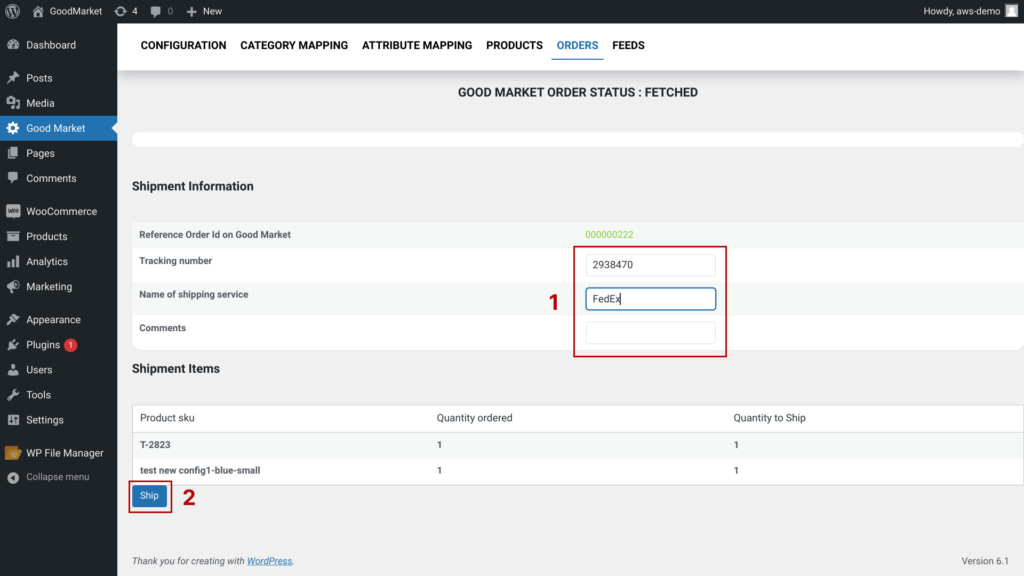 GoodMarket 4 0 New Howdy, aws-demo
Dashboard
Posts
Media
Good Market
Pages
Comments
WooCommerce
Products
Analytics
Marketing
Appearance
Plugins 1
Users
Tools
Settings
WP File Manager
Collapse menu
CONFIGURATION CATEGORY MAPPING ATTRIBUTE MAPPING PRODUCTS ORDERS FEEDS
GOOD MARKET ORDER STATUS : FETCHED
Shipment Information
Reference Order Id on Good Market 000000222
Tracking number 2938470
Name of shipping service FedEx
1
Comments
Shipment Items
Product sku Quantity ordered Quantity to Ship
T-2823 1 1
test new config1-blue-small 1 1
Ship 2
Thank you for creating with WordPress. Version 6.1